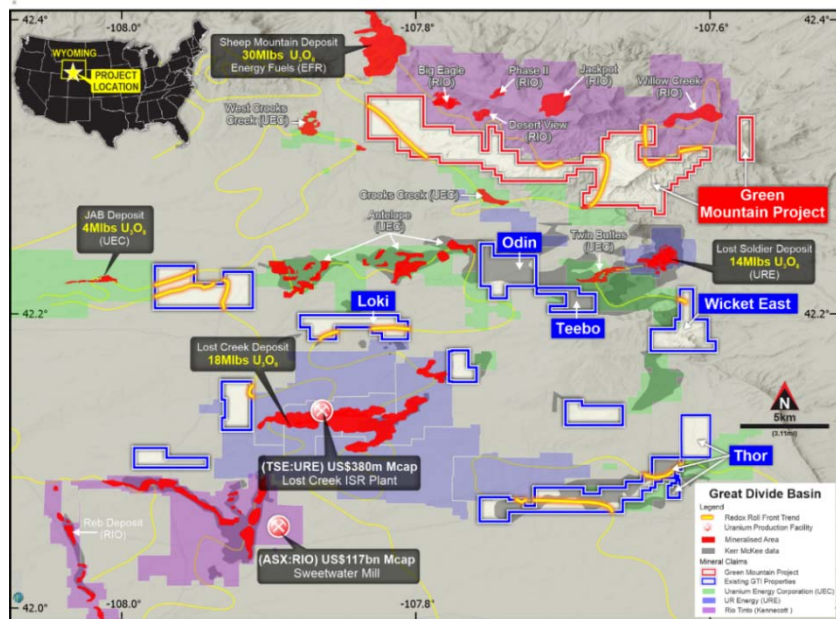 42.4°
-108.0°
-107.8°
-107.6°
42.4°
WYOMING
PROJECT
LOCATION
Sheep Mountain Deposit
30Mlbs U₃O₈
Energy Fuels (EFR)
Big Eagle
(RIO)
Phase II
(RIO)
Jackpot
(RIO)
Willow Creek
(RIO)
Desert View
(RIO)
West Crooks
Creek (UEC)
Crooks Creek (UEC)
Green
Mountain Project
JAB Deposit
4Mlbs U₃O₈
(UEC)
Antelope
(UEC)
Odin
Twin Buttes
(UEC)
Lost Soldier Deposit
14Mlbs U₃O₈
(URE)
42.2°
42.2°
Loki
Teebo
Wicket East
Lost Creek Deposit
18Mlbs U₃O₈
N
5km
(3.11mi)
(TSE:URE) US$380m Mcap
Lost Creek ISR Plant
Thor
Reb Deposit
(RIO)
(ASX:RIO) US$117bn Mcap
Sweetwater Mill
Great Divide Basin
Legend
Redox Roll Front Trend
Uranium Production Facility
Mineralised Area
Kerr McKee data
Mineral Claims
Green Mountain Project
Existing GTI Properties
Uranium Energy Corporation (UEC)
UR Energy (URE)
Rio Tinto (Kennecott )
42.0°
-108.0°
-107.8°
-107.6°
42.0°